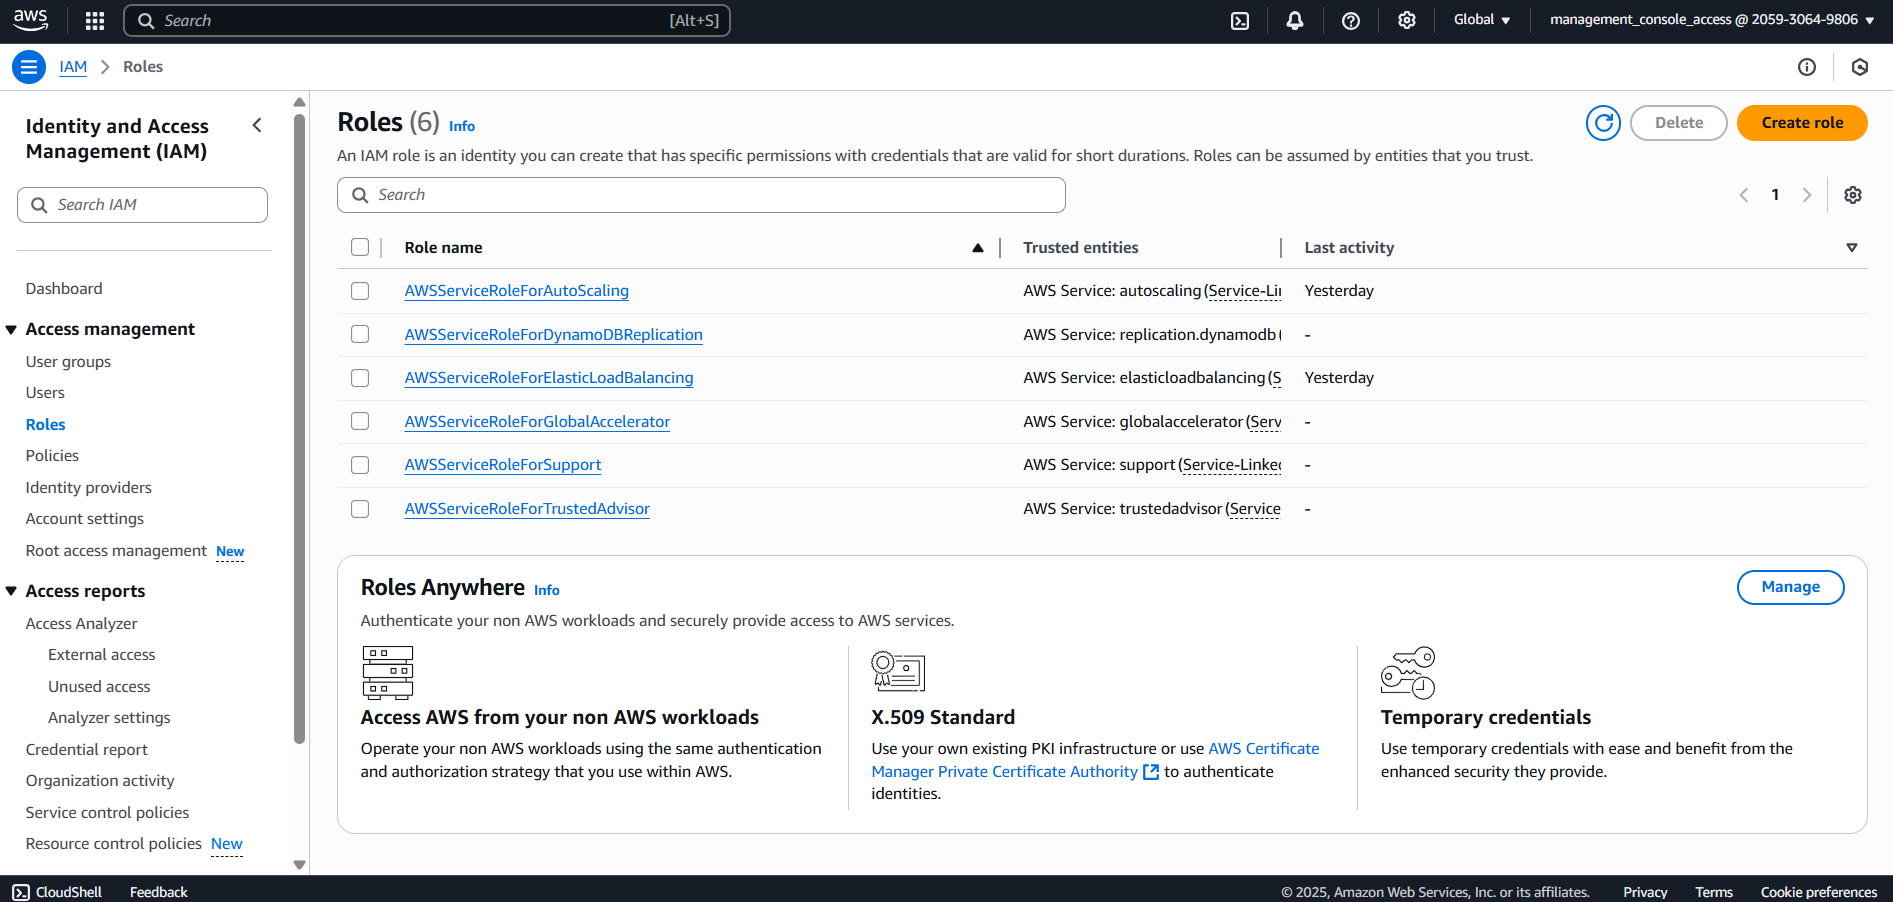 aws
Search [Alt+S]
Global
management_console_access @ 2059-3064-9806
IAM
Roles
Identity and Access
Management (IAM)
Search IAM
Dashboard
Access management
User groups
Users
Roles
Policies
Identity providers
Account settings
Root access management New
Access reports
Access Analyzer
External access
Unused access
Analyzer settings
Credential report
Organization activity
Service control policies
Resource control policies New
Roles (6) Info
Delete
Create role
An IAM role is an identity you can create that has specific permissions with credentials that are valid for short durations. Roles can be assumed by entities that you trust.
Search
1
Role name Trusted entities Last activity
AWSServiceRoleForAutoScaling AWS Service: autoscaling (Service-Li Yesterday
AWSServiceRoleForDynamoDBReplication AWS Service: replication.dynamodb ( -
AWSServiceRoleForElasticLoadBalancing AWS Service: elasticloadbalancing (S Yesterday
AWSServiceRoleForGlobalAccelerator AWS Service: globalaccelerator (Serv -
AWSServiceRoleForSupport AWS Service: support (Service-Linke -
AWSServiceRoleForTrustedAdvisor AWS Service: trustedadvisor (Service -
Roles Anywhere Info
Manage
Authenticate your non AWS workloads and securely provide access to AWS services.
Access AWS from your non AWS workloads
Operate your non AWS workloads using the same authentication
and authorization strategy that you use within AWS.
X.509 Standard
Use your own existing PKI infrastructure or use AWS Certificate
Manager Private Certificate Authority to authenticate
identities.
Temporary credentials
Use temporary credentials with ease and benefit from the
enhanced security they provide.
CloudShell Feedback
© 2025, Amazon Web Services, Inc. or its affiliates. Privacy Terms Cookie preferences